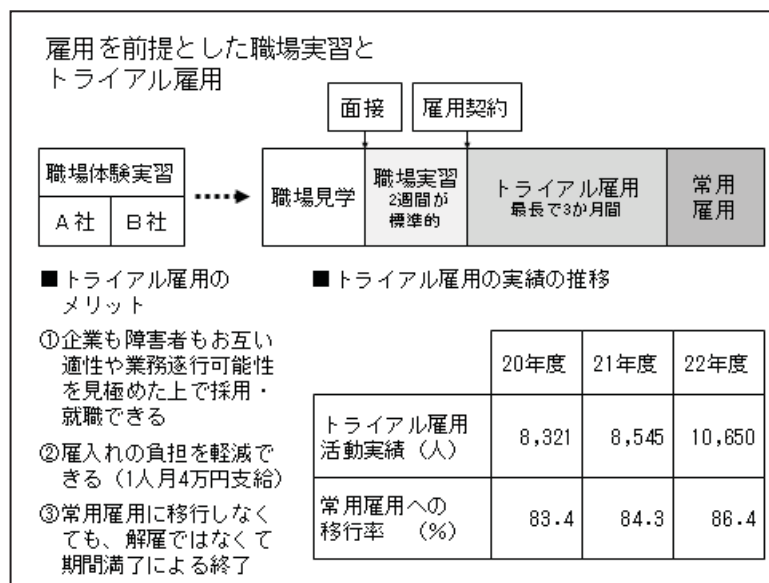 雇用を前提とした職場実習と
トライアル雇用
面接
雇用契約
職場体験実習
A社
B社
職場見学
職場実習
2週間が
標準的
トライアル雇用
最長で3か月間
常用
雇用
■トライアル雇用の
メリット
①企業も障害者もお互い
適性や業務遂行可能性
を見極めた上で採用・
就職できる
②雇入れの負担を軽減で
きる（1人月4万円支給）
③常用雇用に移行しなく
ても、解雇ではなくて
期間満了による終了
■トライアル雇用の実績の推移
20年度 21年度 22年度
トライアル雇用
活動実績（人） 8,321 8,545 10,650
常用雇用への
移行率　（%） 83.4 84.3 86.4